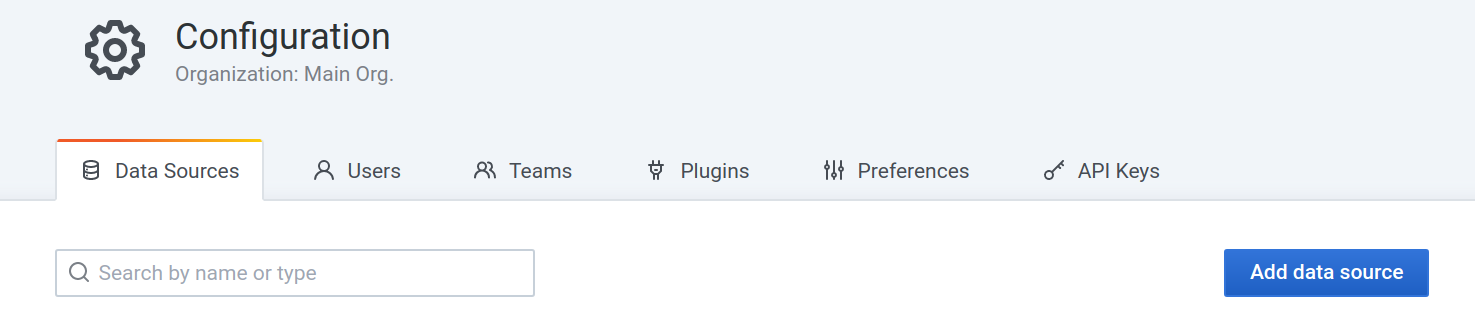 Configuration
Organization: Main Org.
Data Sources Users Teams Plugins Preferences API Keys
Search by name or type Add data source